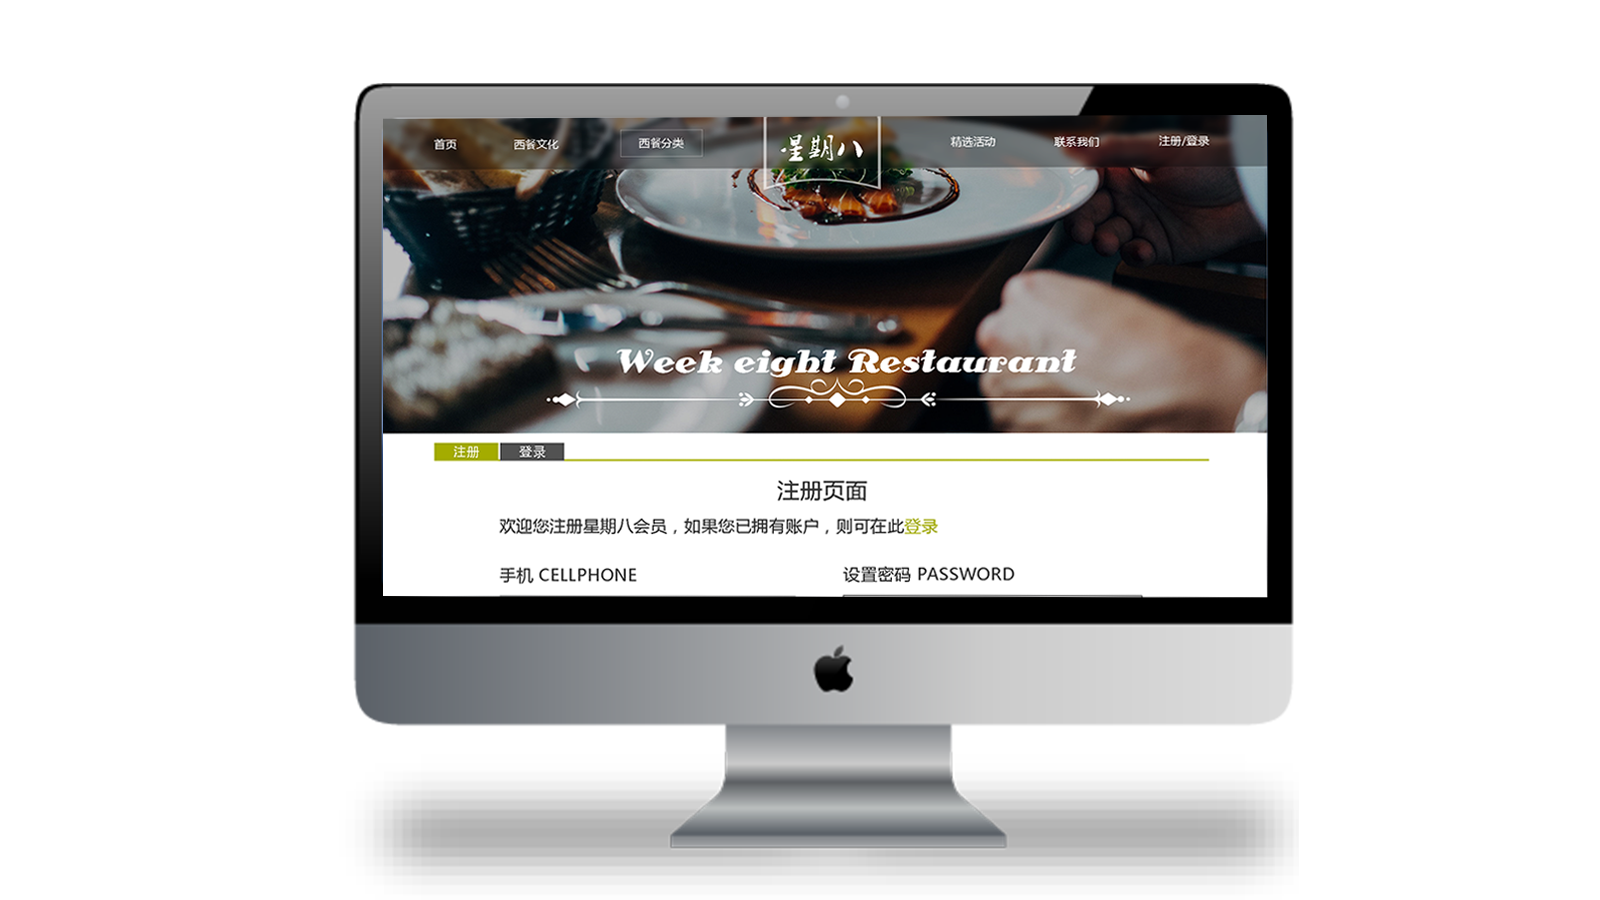 首页 西餐文化 西餐分类 星期八 精选活动 联系我们 注册/登录
Week eight Restaurant
注册 登录
注册页面
欢迎您注册星期八会员，如果您已拥有账户，则可在此登录
手机 CELLPHONE 设置密码 PASSWORD